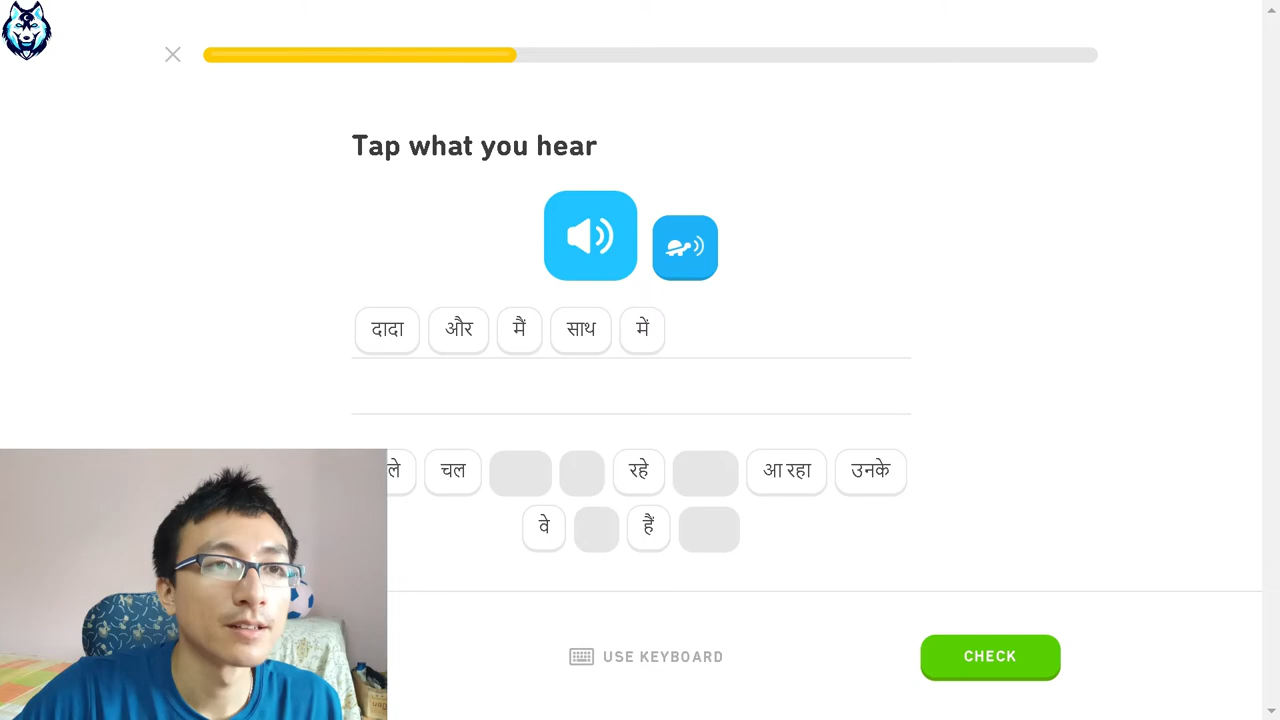 Tap what you hear
दादा और मैं साथ में
चल रहे आ रहा उनके
वे हैं
USE KEYBOARD
CHECK